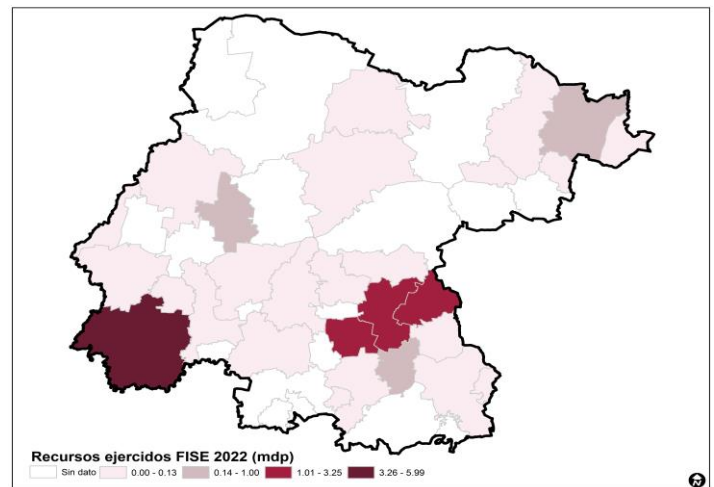 Recursos ejercidos FISE 2022 (mdp)
Sin dato 0.00 - 0.13 0.14 - 1.00 1.01 - 3.25 3.26 - 5.99